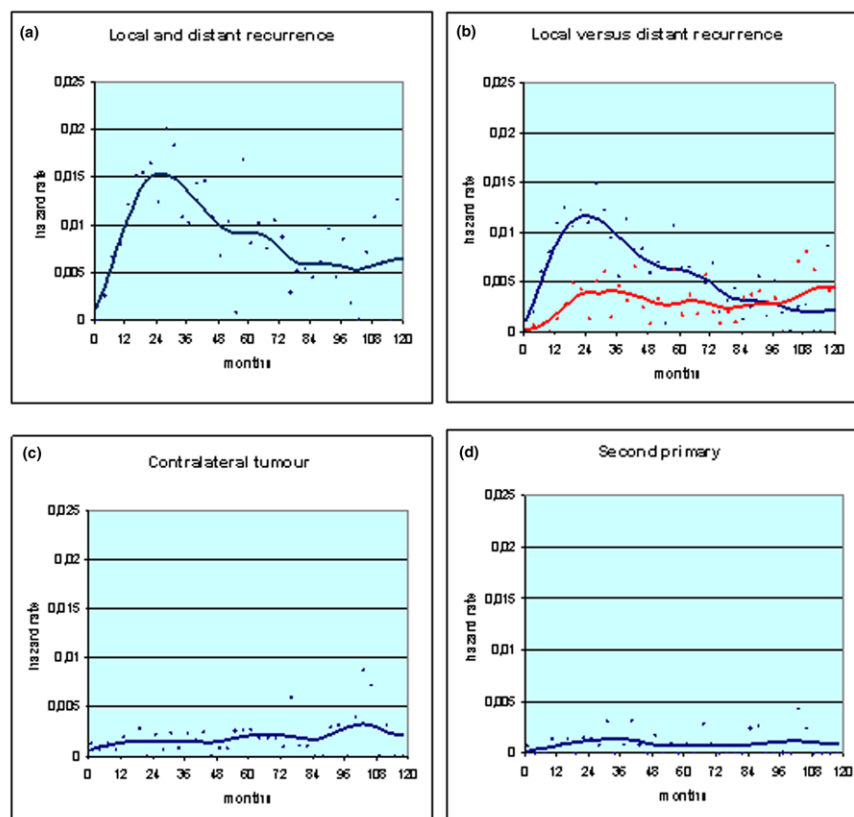 (a)
Local and distant recurrence
0,025
0,02
0,015
0,01
0,005
0
hazard rate
0 12 24 36 48 60 72 84 96 108 120
months
(b)
Local versus distant recurrence
0,025
0,02
0,015
0,01
0,005
0
hazard rate
0 12 24 36 48 60 72 84 96 108 120
months
(c)
Contralateral tumour
0,025
0,02
0,015
0,01
0,005
0
hazard rate
0 12 24 36 48 60 72 84 96 108 120
months
(d)
Second primary
0,025
0,02
0,015
0,01
0,005
0
hazard rate
0 12 24 36 48 60 72 84 96 108 120
months